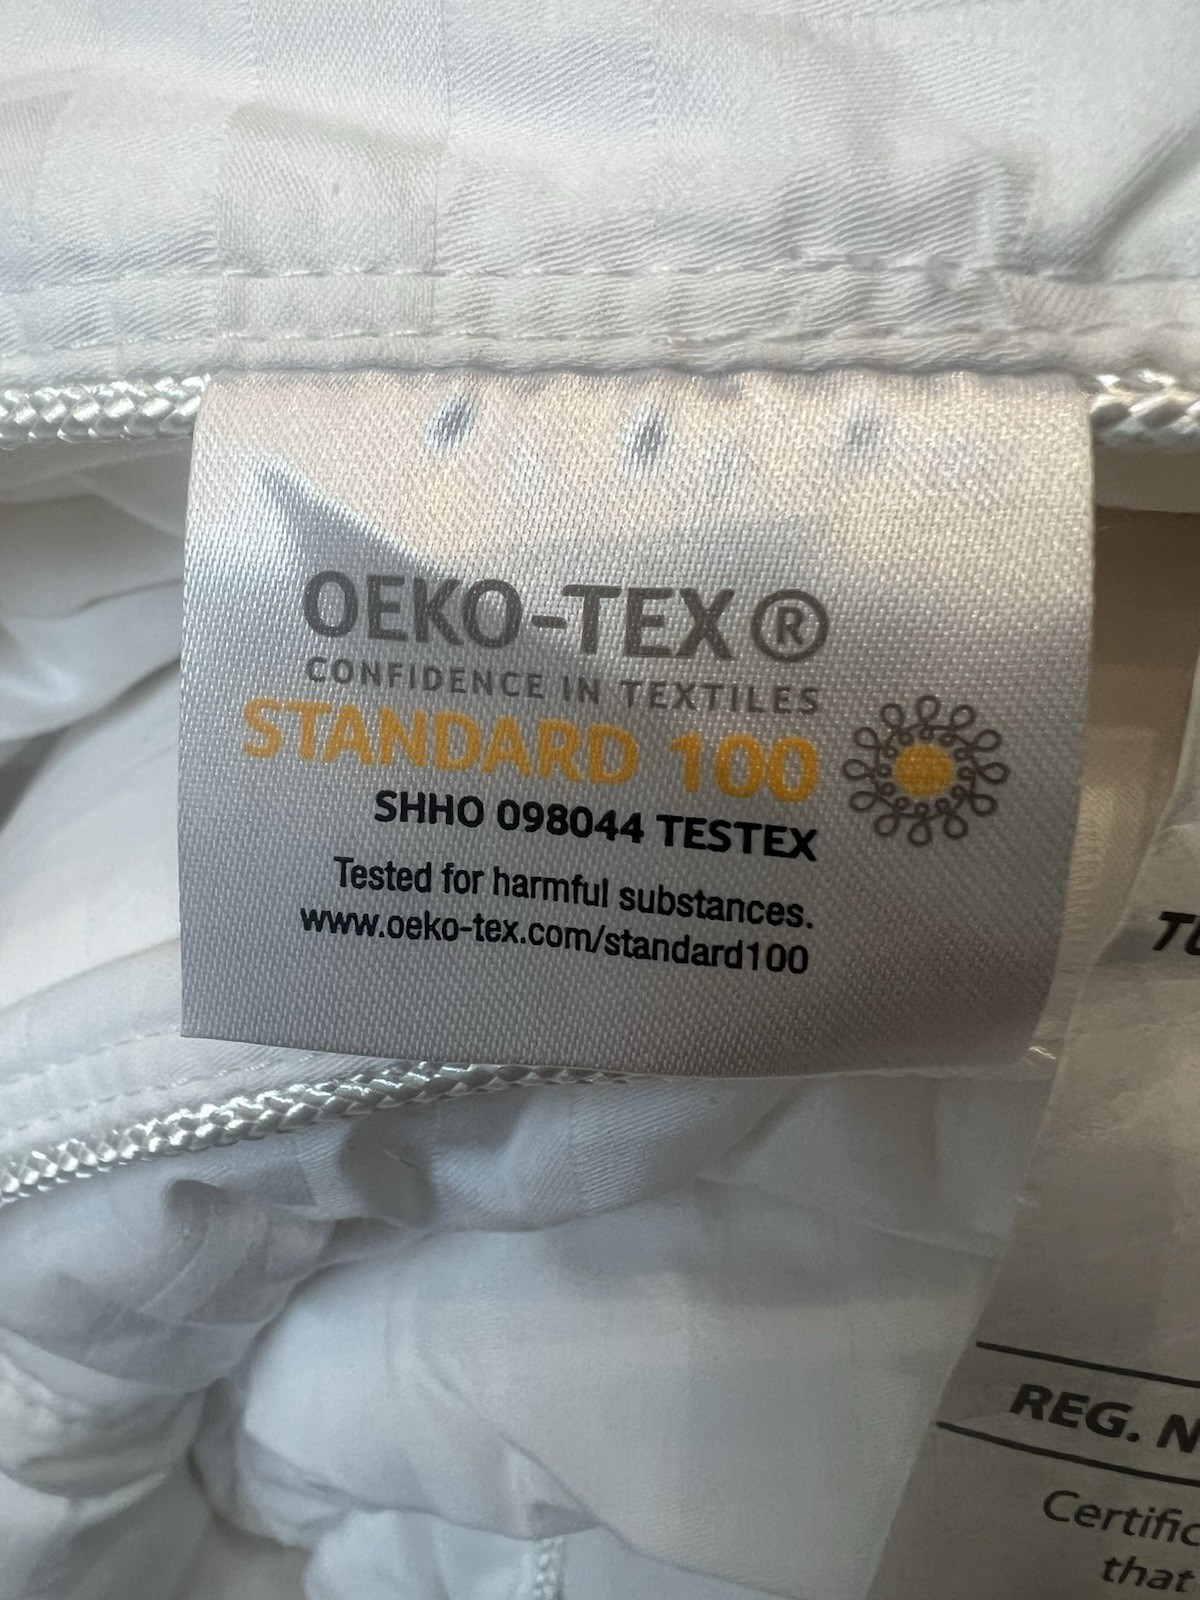 OEKO-TEX®
CONFIDENCE IN TEXTILES
STANDARD 100
SHHO 098044 TESTEX
Tested for harmful substances.
www.oeko-tex.com/standard100
REG. N
that